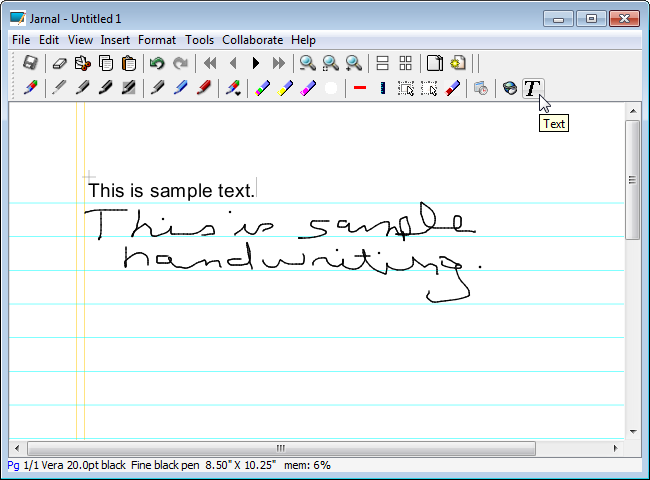 Jarnal - Untitled 1
File Edit View Insert Format Tools Collaborate Help
Text
This is sample text.
This is sample
handwriting.
Pg 1/1 Vera 20.0pt black Fine black pen 8.50" X 10.25" mem: 6%